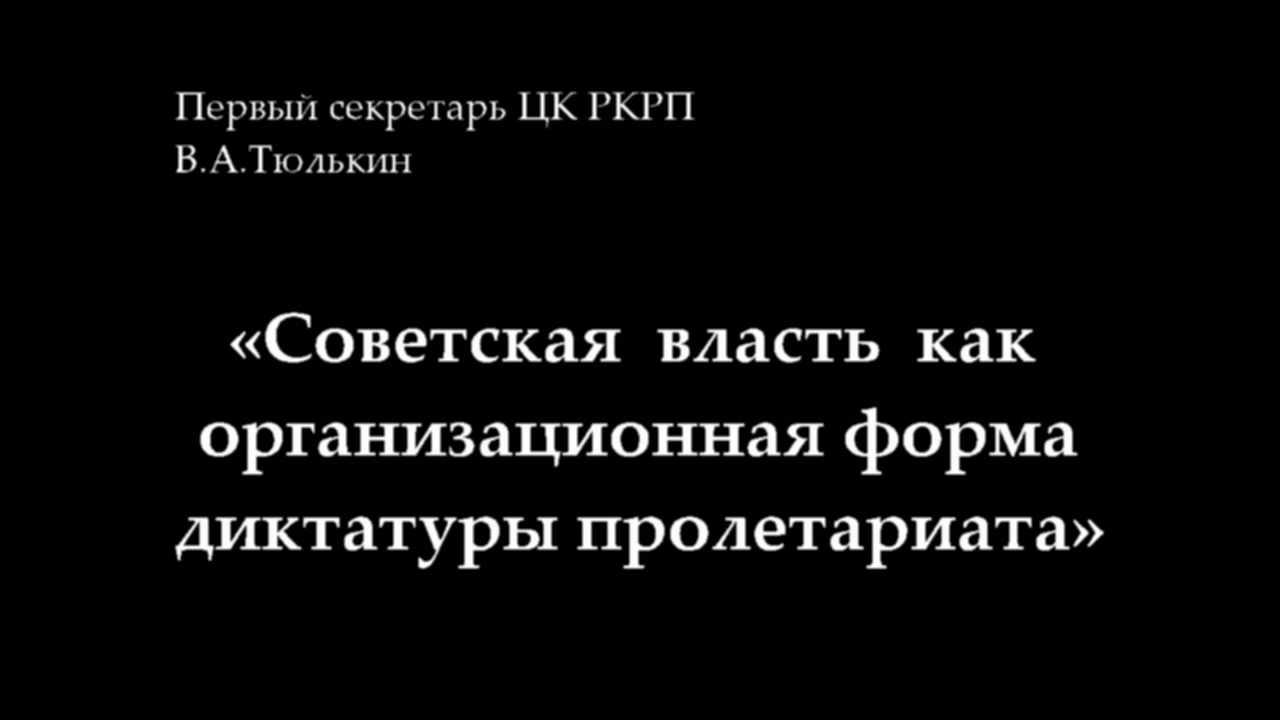 Первый секретарь ЦК РКРП
В.А.Тюлькин
«Советская власть как
организационная форма
диктатуры пролетариата»